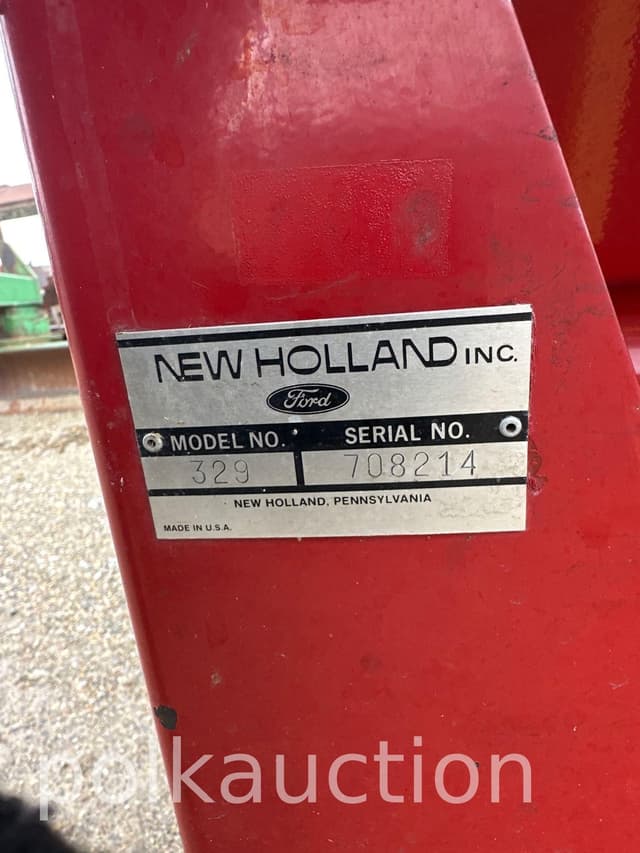 NEW HOLLAND INC.
Ford
MODEL NO. SERIAL NO.
329 708214
NEW HOLLAND, PENNSYLVANIA
MADE IN U.S.A.
polkauction